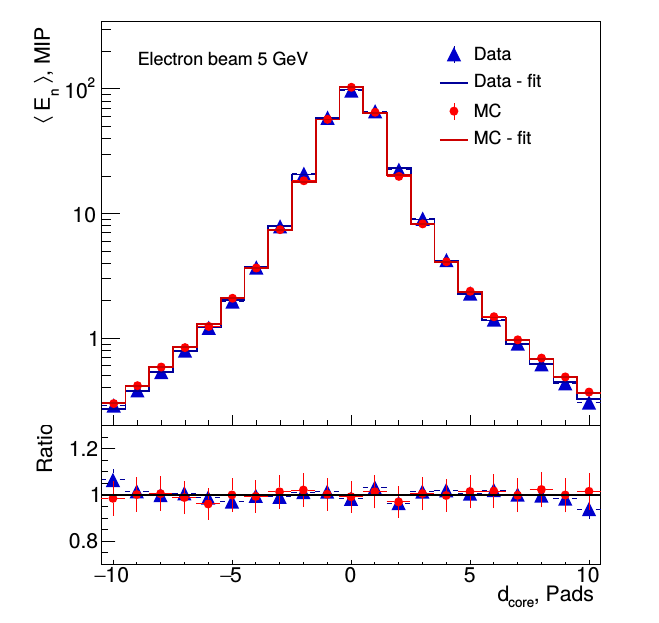 ⟨ E_n ⟩, MIP
Electron beam 5 GeV
Data
Data - fit
MC
MC - fit
10²
10
1
Ratio
1.2
1
0.8
−10 −5 0 5 10
d_core, Pads